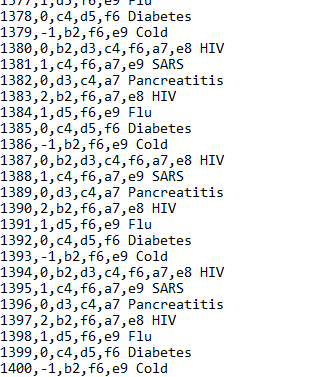 1377,1,d5,f6,e9 Flu
1378,0,c4,d5,f6 Diabetes
1379,-1,b2,f6,e9 Cold
1380,0,b2,d3,c4,f6,a7,e8 HIV
1381,1,c4,f6,a7,e9 SARS
1382,0,d3,c4,a7 Pancreatitis
1383,2,b2,f6,a7,e8 HIV
1384,1,d5,f6,e9 Flu
1385,0,c4,d5,f6 Diabetes
1386,-1,b2,f6,e9 Cold
1387,0,b2,d3,c4,f6,a7,e8 HIV
1388,1,c4,f6,a7,e9 SARS
1389,0,d3,c4,a7 Pancreatitis
1390,2,b2,f6,a7,e8 HIV
1391,1,d5,f6,e9 Flu
1392,0,c4,d5,f6 Diabetes
1393,-1,b2,f6,e9 Cold
1394,0,b2,d3,c4,f6,a7,e8 HIV
1395,1,c4,f6,a7,e9 SARS
1396,0,d3,c4,a7 Pancreatitis
1397,2,b2,f6,a7,e8 HIV
1398,1,d5,f6,e9 Flu
1399,0,c4,d5,f6 Diabetes
1400,-1,b2,f6,e9 Cold